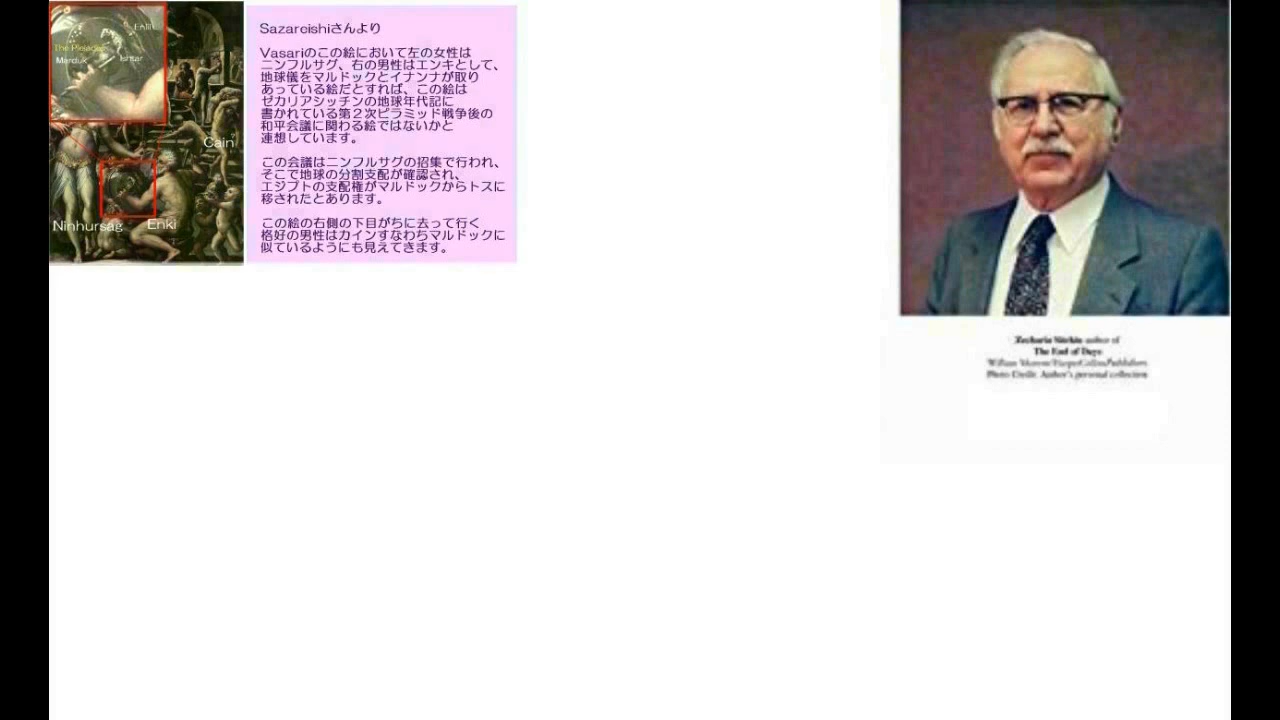 Enlil
The Pleiades
Marduk
Ishtar
Cain
Ninhursag
Enki
Sazareishiさんより
Vasariのこの絵において左の女性は
ニンフルサグ、右の男性はエンキとして、
地球儀をマルドックとイナンナが取り
あっている絵だとすれば、この絵は
ゼカリアシッチンの地球年代記に
書かれている第2次ピラミッド戦争後の
和平会議に関わる絵ではないかと
連想しています。
この会議はニンフルサグの招集で行われ、
そこで地球の分割支配が確認され、
エジプトの支配権がマルドックからトスに
移されたとあります。
この絵の右側の下目がちに去って行く
格好の男性はカインすなわちマルドックに
似ているようにも見えてきます。
Zecharia Sitchin author of
The End of Days
William Morrow/HarperCollinsPublishers
Photo Credit: Author's personal collection